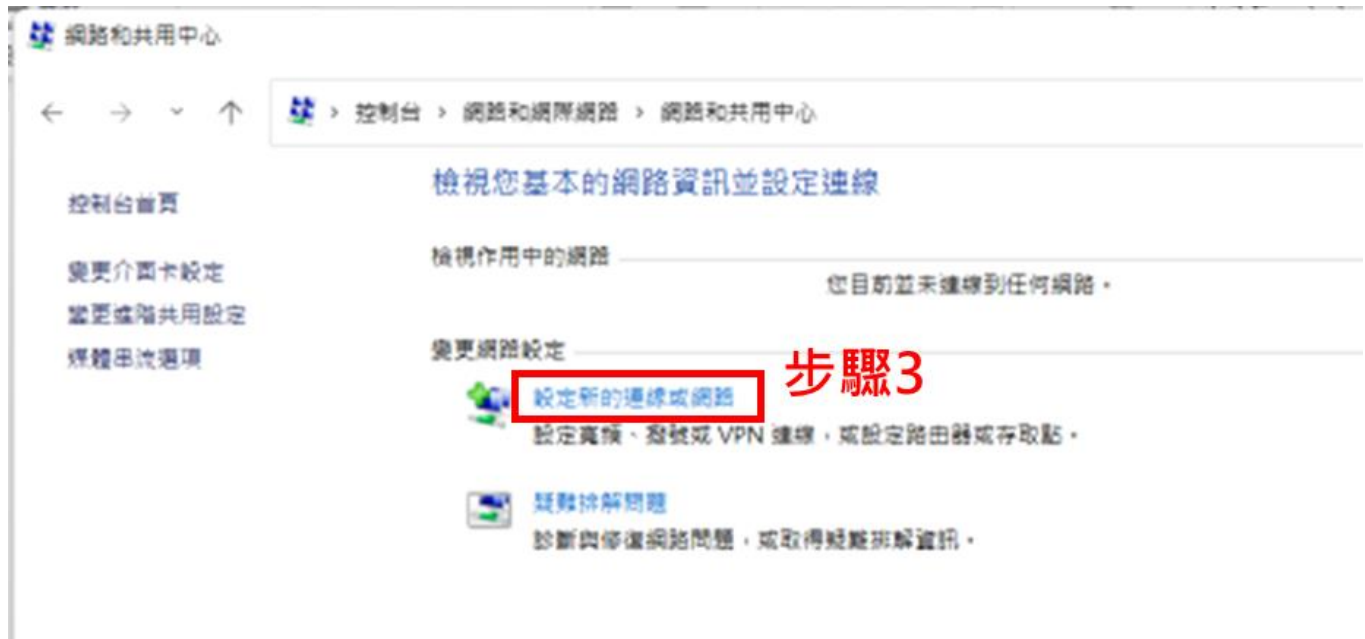 網路和共用中心
控制台 > 網路和網際網路 > 網路和共用中心
控制台首頁
變更介面卡設定
變更進階共用設定
媒體串流選項
檢視您基本的網路資訊並設定連線
檢視作用中的網路
您目前並未連線到任何網路。
變更網路設定
步驟3
設定新的連線或網路
設定寬頻、撥號或 VPN 連線，或設定路由器或存取點。
疑難排解問題
診斷與修復網路問題，或取得疑難排解資訊。